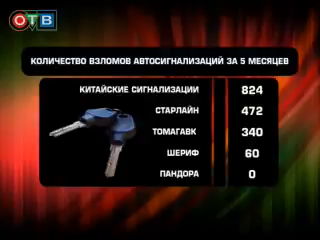 ОТВ
КОЛИЧЕСТВО ВЗЛОМОВ АВТОСИГНАЛИЗАЦИЙ ЗА 5 МЕСЯЦЕВ
КИТАЙСКИЕ СИГНАЛИЗАЦИИ 824
СТАРЛАЙН 472
ТОМАГАВК 340
ШЕРИФ 60
ПАНДОРА 0